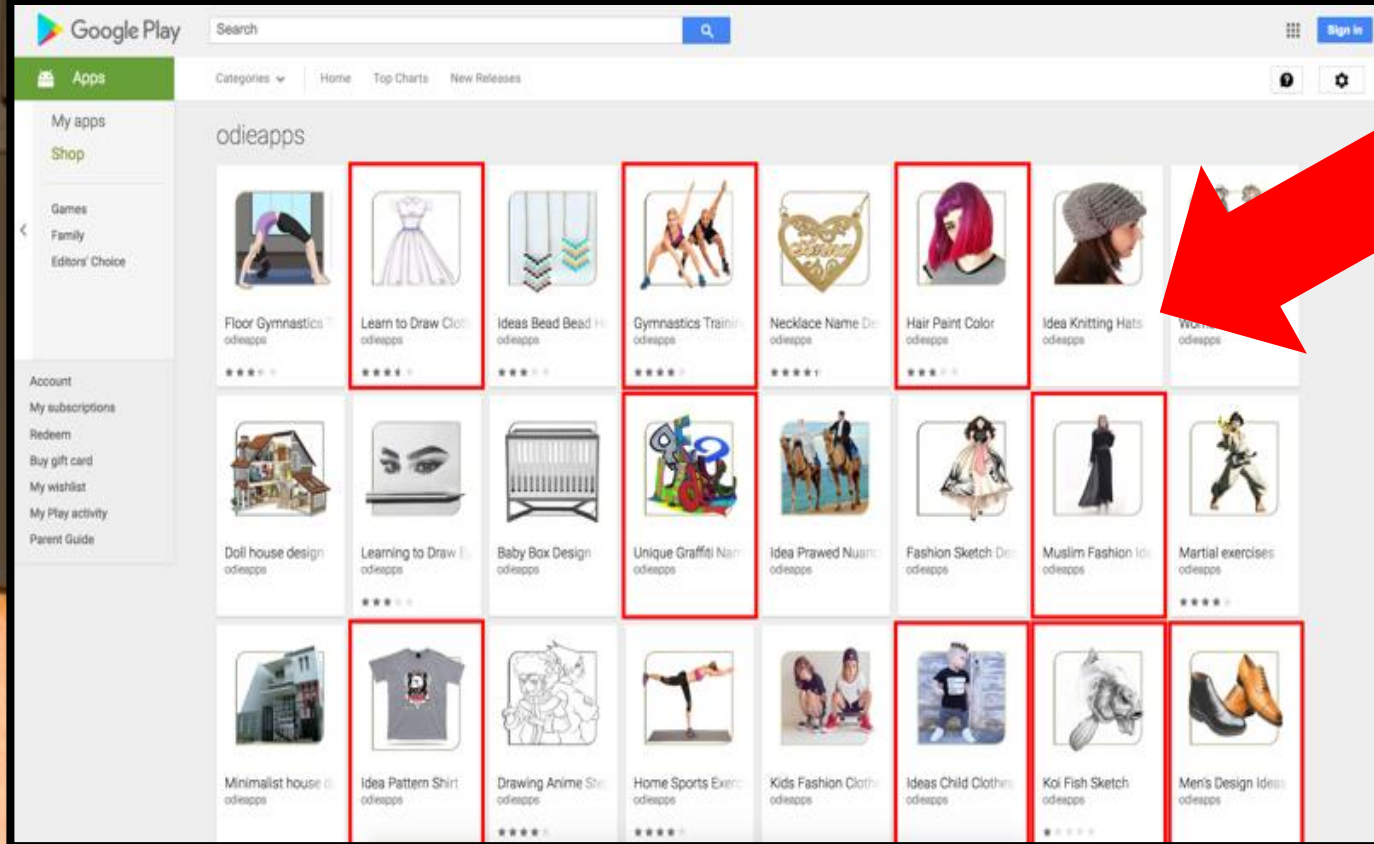 Google Play
Search
Sign in
Apps
Categories
Home
Top Charts
New Releases
My apps
Shop
Games
Family
Editors' Choice
Account
My subscriptions
Redeem
Buy gift card
My wishlist
My Play activity
Parent Guide
odieapps
Floor Gymnastics
odieapps
Learn to Draw Clot
odieapps
Ideas Bead Bead
odieapps
Gymnastics Trainin
odieapps
Necklace Name De
odieapps
Hair Paint Color
odieapps
Idea Knitting Hats
odieapps
odieapps
Doll house design
odieapps
Learning to Draw
odieapps
Baby Box Design
odieapps
Unique Graffiti Nam
odieapps
Idea Prawed Nuanc
odieapps
Fashion Sketch De
odieapps
Muslim Fashion Id
odieapps
Martial exercises
odieapps
Minimalist house
odieapps
Idea Pattern Shirt
odieapps
Drawing Anime Ste
odieapps
Home Sports Exerc
odieapps
Kids Fashion Cloth
odieapps
Ideas Child Clothes
odieapps
Koi Fish Sketch
odieapps
Men's Design Ideas
odieapps